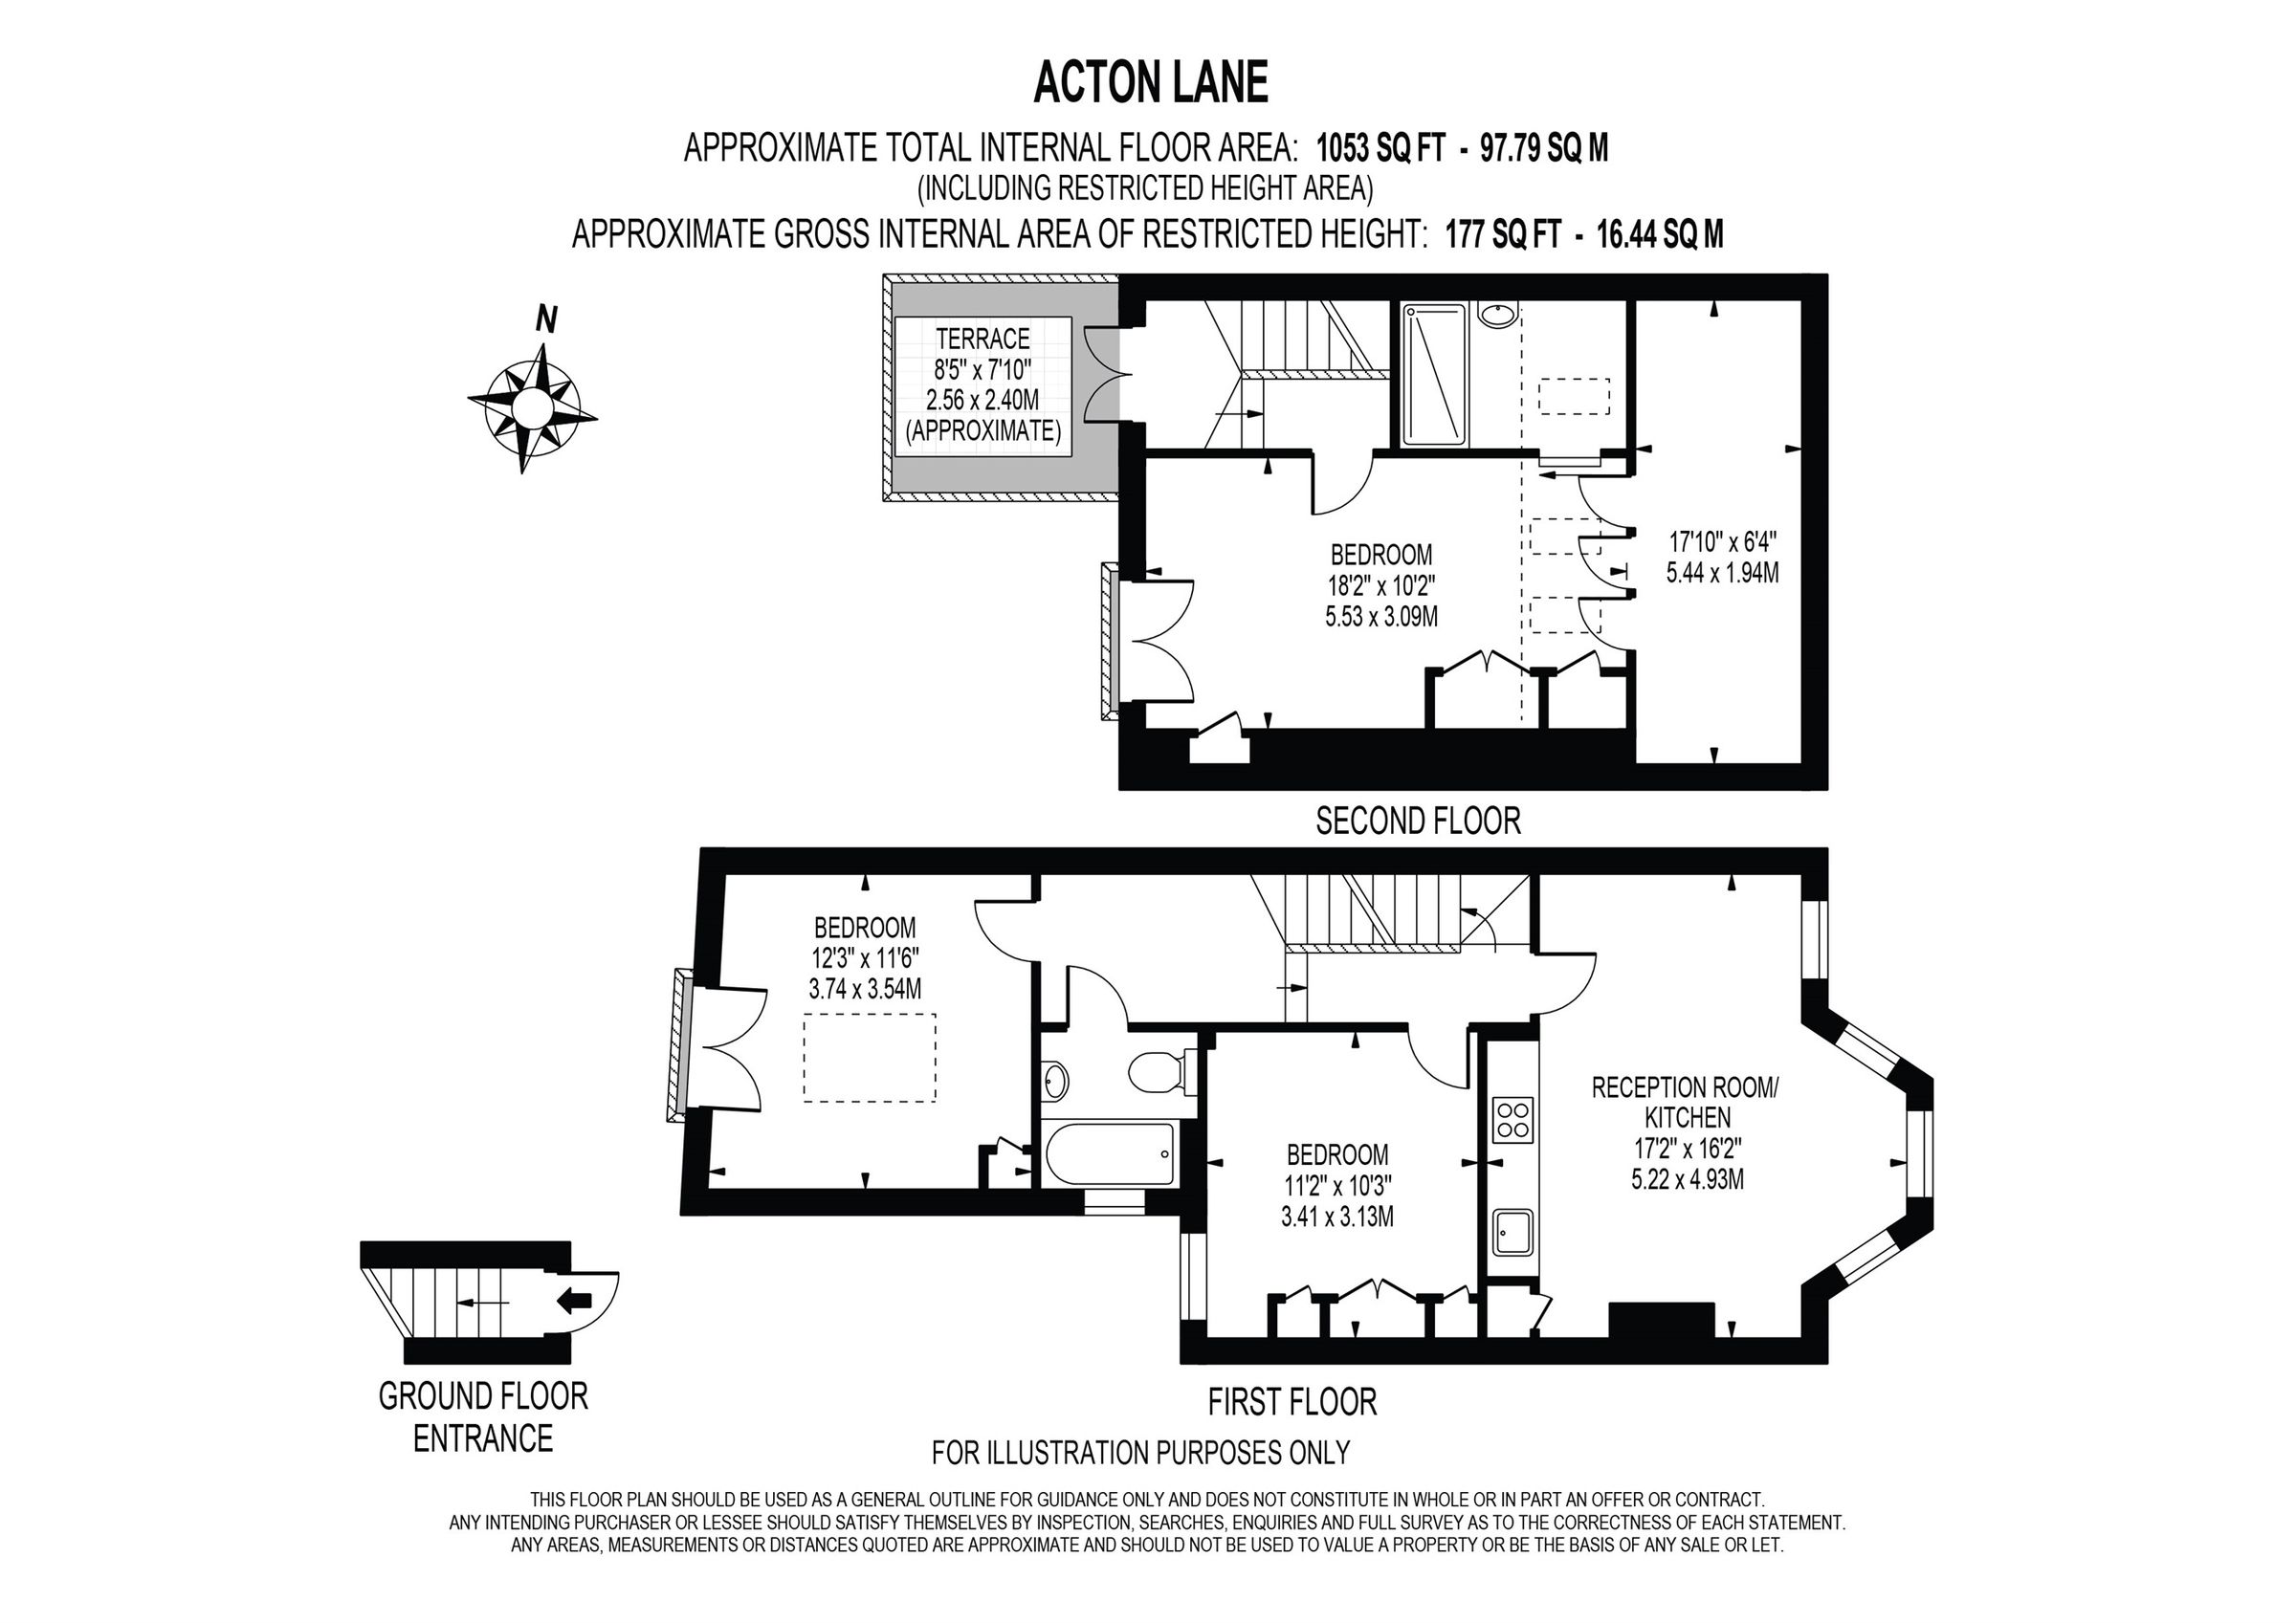 ACTON LANE
APPROXIMATE TOTAL INTERNAL FLOOR AREA: 1053 SQ FT - 97.79 SQ M
(INCLUDING RESTRICTED HEIGHT AREA)
APPROXIMATE GROSS INTERNAL AREA OF RESTRICTED HEIGHT: 177 SQ FT - 16.44 SQ M
N
TERRACE
8'5" x 7'10"
2.56 x 2.40M
(APPROXIMATE)
BEDROOM
18'2" x 10'2"
5.53 x 3.09M
17'10" x 6'4"
5.44 x 1.94M
SECOND FLOOR
BEDROOM
12'3" x 11'6"
3.74 x 3.54M
BEDROOM
11'2" x 10'3"
3.41 x 3.13M
RECEPTION ROOM/
KITCHEN
17'2" x 16'2"
5.22 x 4.93M
GROUND FLOOR
ENTRANCE
FIRST FLOOR
FOR ILLUSTRATION PURPOSES ONLY
THIS FLOOR PLAN SHOULD BE USED AS A GENERAL OUTLINE FOR GUIDANCE ONLY AND DOES NOT CONSTITUTE IN WHOLE OR IN PART AN OFFER OR CONTRACT.
ANY INTENDING PURCHASER OR LESSEE SHOULD SATISFY THEMSELVES BY INSPECTION, SEARCHES, ENQUIRIES AND FULL SURVEY AS TO THE CORRECTNESS OF EACH STATEMENT.
ANY AREAS, MEASUREMENTS OR DISTANCES QUOTED ARE APPROXIMATE AND SHOULD NOT BE USED TO VALUE A PROPERTY OR BE THE BASIS OF ANY SALE OR LET.